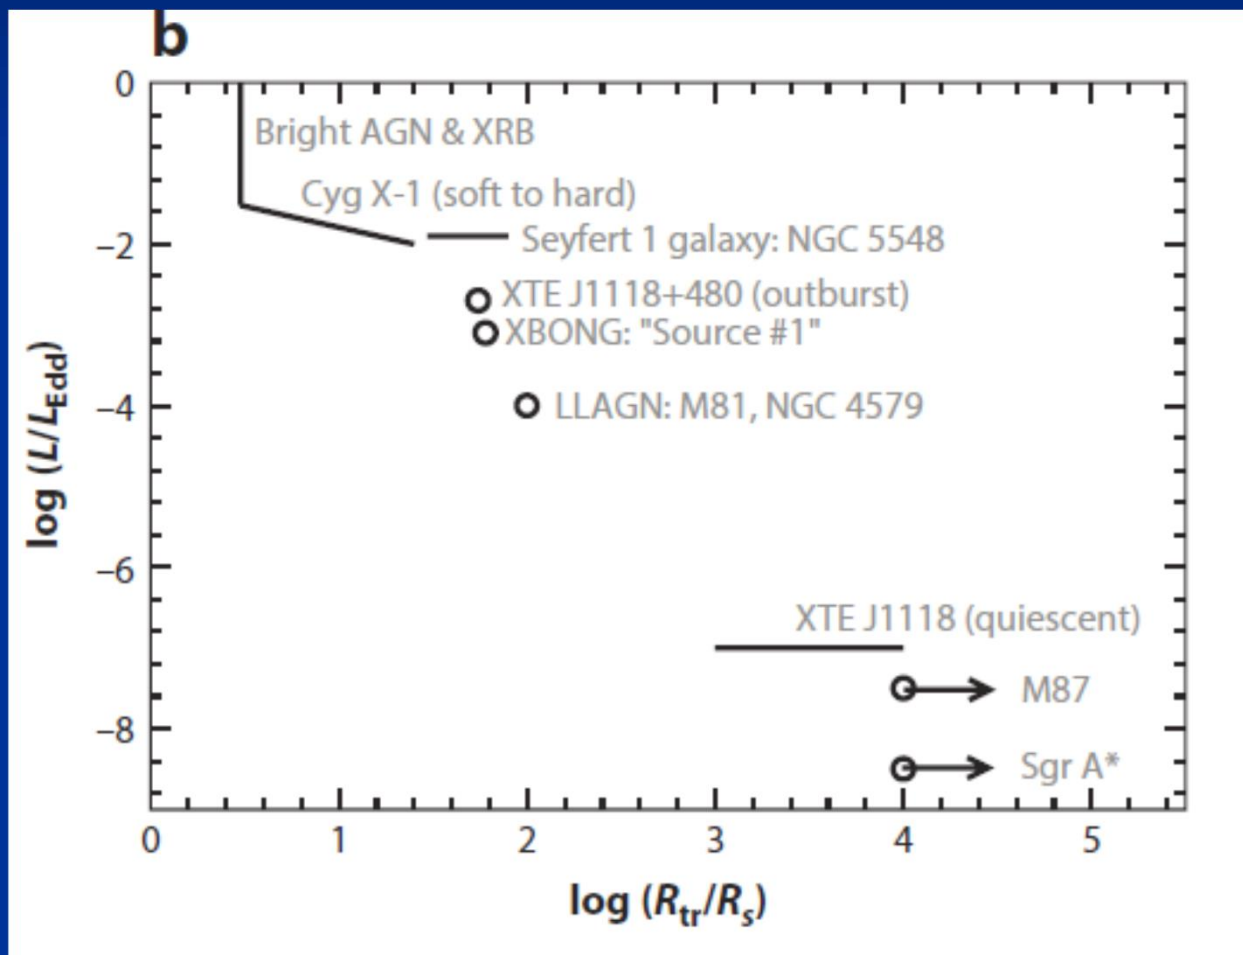 b
0
Bright AGN & XRB
Cyg X-1 (soft to hard)
−2
Seyfert 1 galaxy: NGC 5548
XTE J1118+480 (outburst)
XBONG: "Source #1"
−4
LLAGN: M81, NGC 4579
log (L/LEdd)
−6
XTE J1118 (quiescent)
M87
−8
Sgr A*
0 1 2 3 4 5
log (Rtr/Rs)